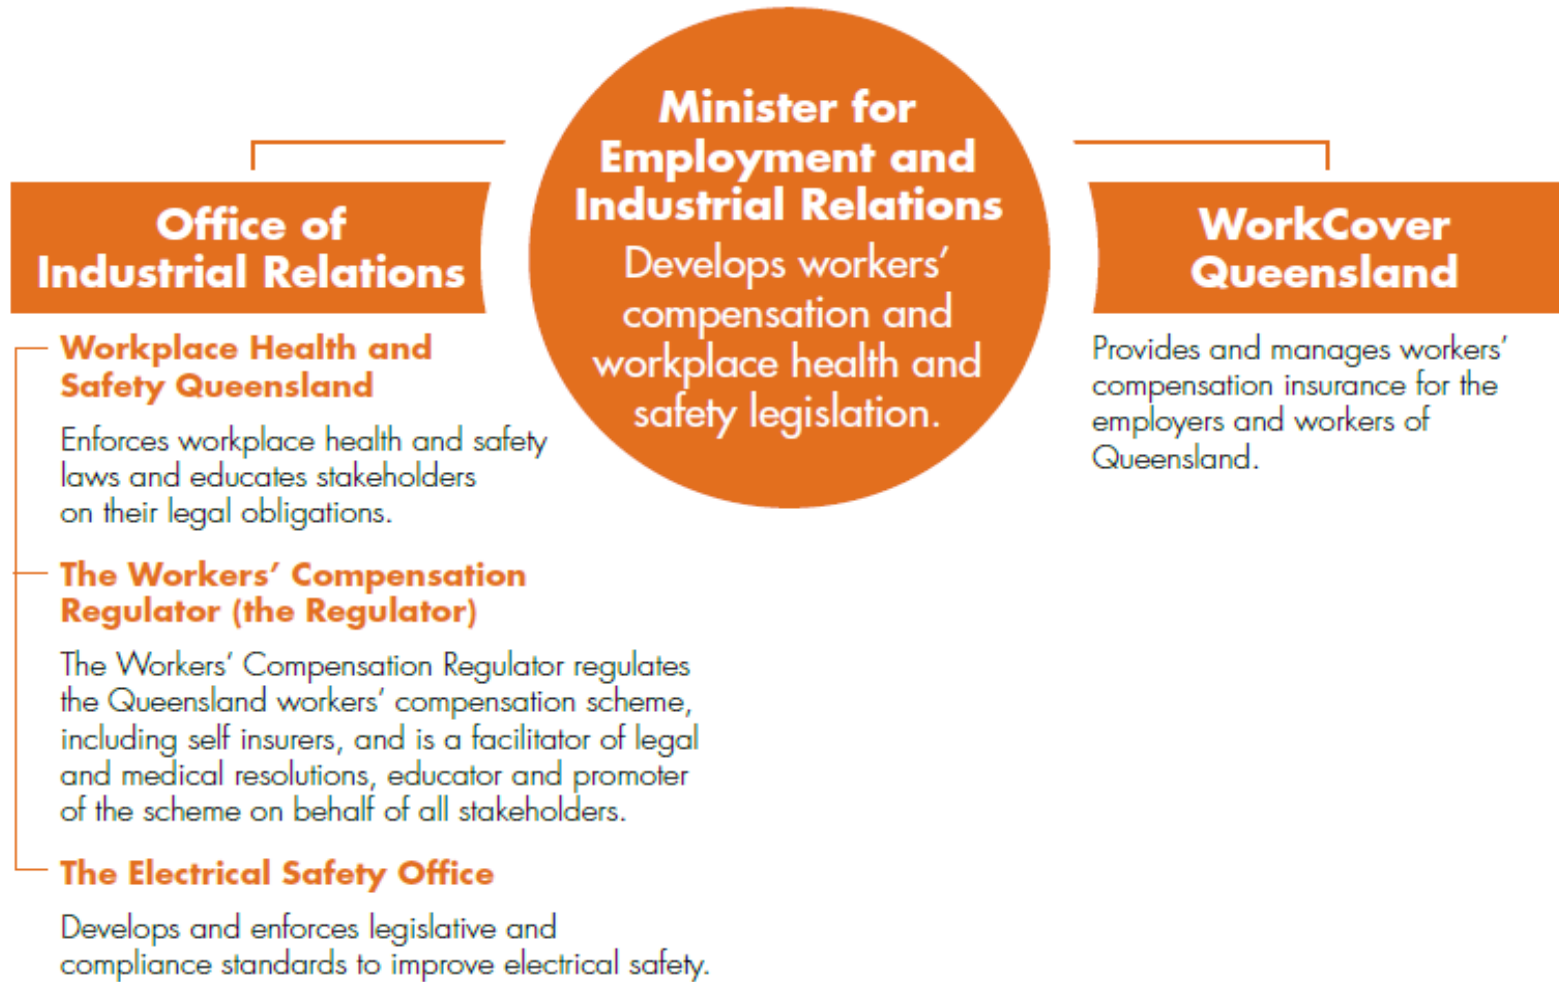 Minister for
Employment and
Industrial Relations
Develops workers’
compensation and
workplace health and
safety legislation.
Office of
Industrial Relations
Workplace Health and
Safety Queensland
Enforces workplace health and safety
laws and educates stakeholders
on their legal obligations.
The Workers’ Compensation
Regulator (the Regulator)
The Workers’ Compensation Regulator regulates
the Queensland workers’ compensation scheme,
including self insurers, and is a facilitator of legal
and medical resolutions, educator and promoter
of the scheme on behalf of all stakeholders.
The Electrical Safety Office
Develops and enforces legislative and
compliance standards to improve electrical safety.
WorkCover
Queensland
Provides and manages workers’
compensation insurance for the
employers and workers of
Queensland.